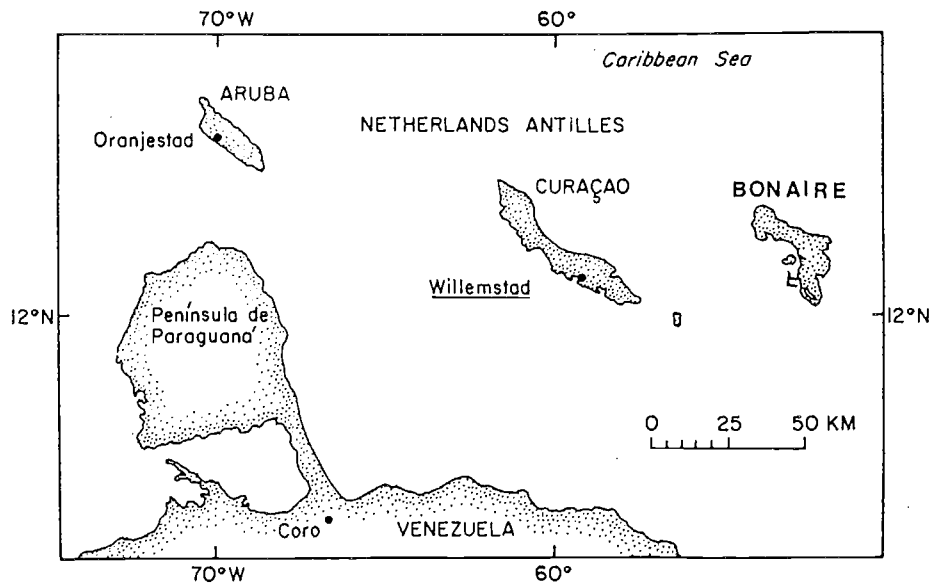 70°W
60°
Caribbean Sea
ARUBA
Oranjestad
NETHERLANDS ANTILLES
CURAÇAO
BONAIRE
Willemstad
12°N
12°N
Península de
Paraguaná
0 25 50 KM
Coro
VENEZUELA
70°W
60°